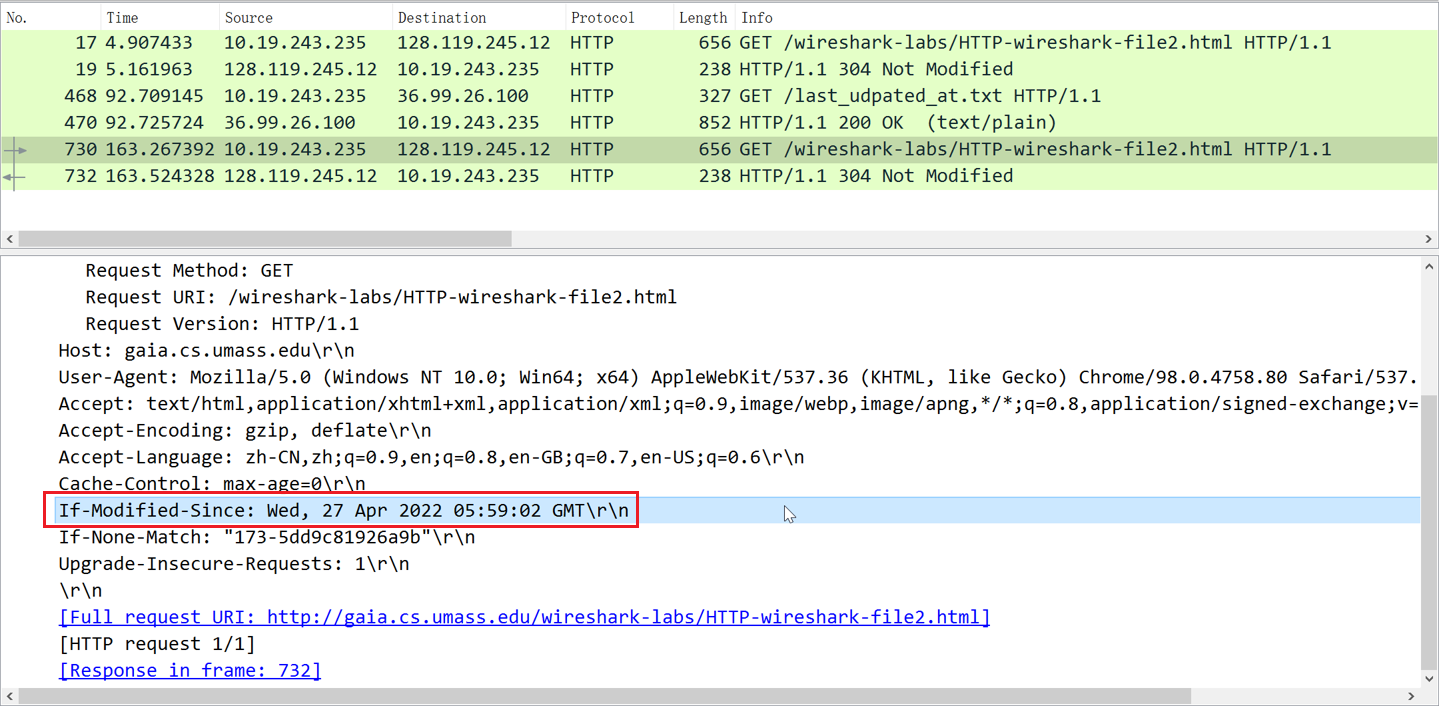 No. Time Source Destination Protocol Length Info
17 4.907433 10.19.243.235 128.119.245.12 HTTP 656 GET /wireshark-labs/HTTP-wireshark-file2.html HTTP/1.1
19 5.161963 128.119.245.12 10.19.243.235 HTTP 238 HTTP/1.1 304 Not Modified
468 92.709145 10.19.243.235 36.99.26.100 HTTP 327 GET /last_udpated_at.txt HTTP/1.1
470 92.725724 36.99.26.100 10.19.243.235 HTTP 852 HTTP/1.1 200 OK  (text/plain)
730 163.267392 10.19.243.235 128.119.245.12 HTTP 656 GET /wireshark-labs/HTTP-wireshark-file2.html HTTP/1.1
732 163.524328 128.119.245.12 10.19.243.235 HTTP 238 HTTP/1.1 304 Not Modified
Request Method: GET
Request URI: /wireshark-labs/HTTP-wireshark-file2.html
Request Version: HTTP/1.1
Host: gaia.cs.umass.edu\r\n
User-Agent: Mozilla/5.0 (Windows NT 10.0; Win64; x64) AppleWebKit/537.36 (KHTML, like Gecko) Chrome/98.0.4758.80 Safari/537.
Accept: text/html,application/xhtml+xml,application/xml;q=0.9,image/webp,image/apng,*/*;q=0.8,application/signed-exchange;v=
Accept-Encoding: gzip, deflate\r\n
Accept-Language: zh-CN,zh;q=0.9,en;q=0.8,en-GB;q=0.7,en-US;q=0.6\r\n
Cache-Control: max-age=0\r\n
If-Modified-Since: Wed, 27 Apr 2022 05:59:02 GMT\r\n
If-None-Match: "173-5dd9c81926a9b"\r\n
Upgrade-Insecure-Requests: 1\r\n
\r\n
[Full request URI: http://gaia.cs.umass.edu/wireshark-labs/HTTP-wireshark-file2.html]
[HTTP request 1/1]
[Response in frame: 732]